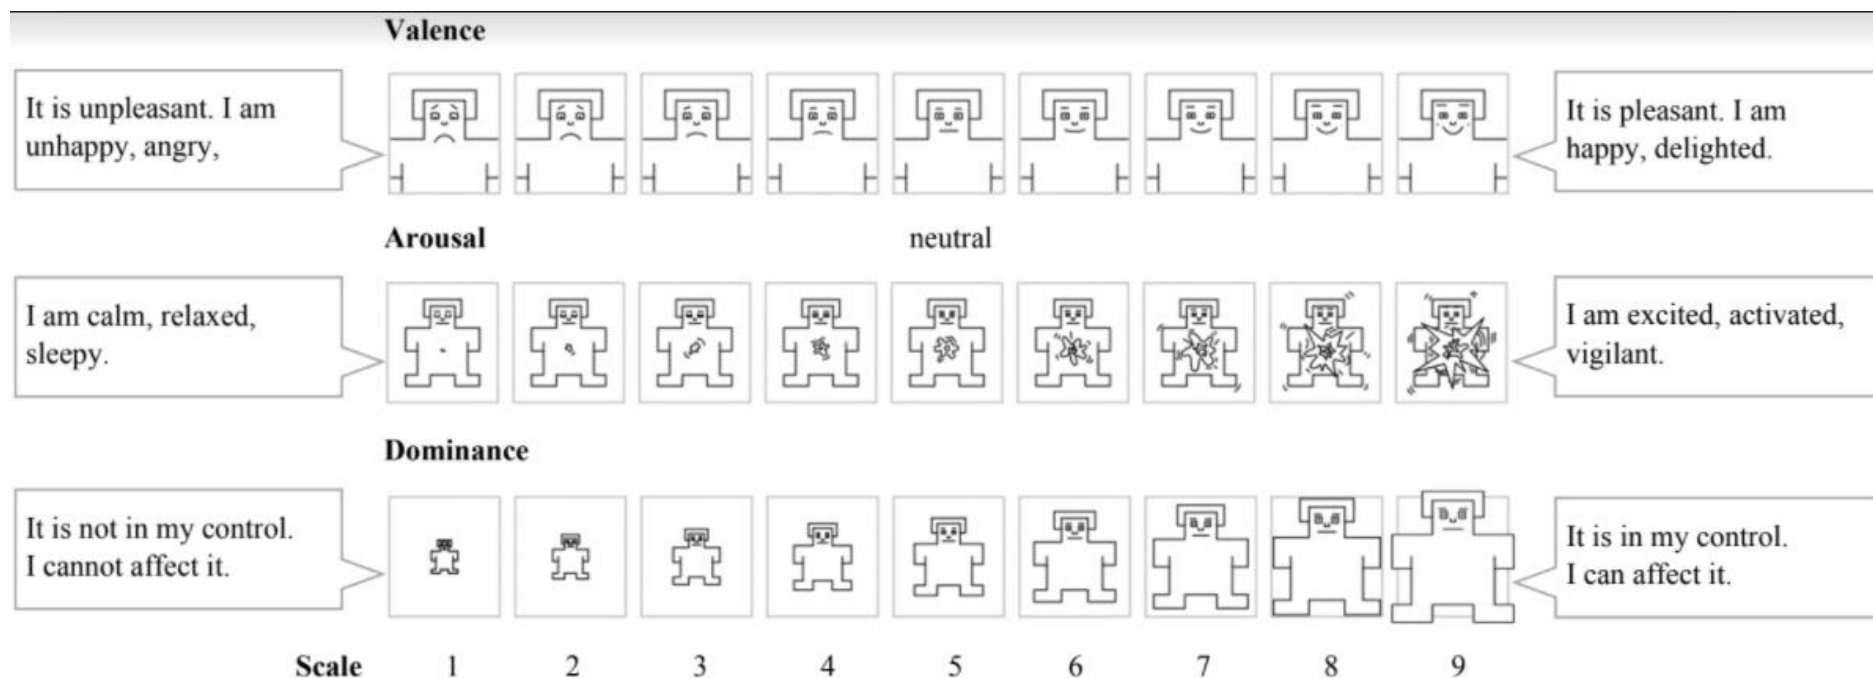 Valence
It is unpleasant. I am
unhappy, angry,
It is pleasant. I am
happy, delighted.
Arousal
neutral
I am calm, relaxed,
sleepy.
I am excited, activated,
vigilant.
Dominance
It is not in my control.
I cannot affect it.
It is in my control.
I can affect it.
Scale 1 2 3 4 5 6 7 8 9